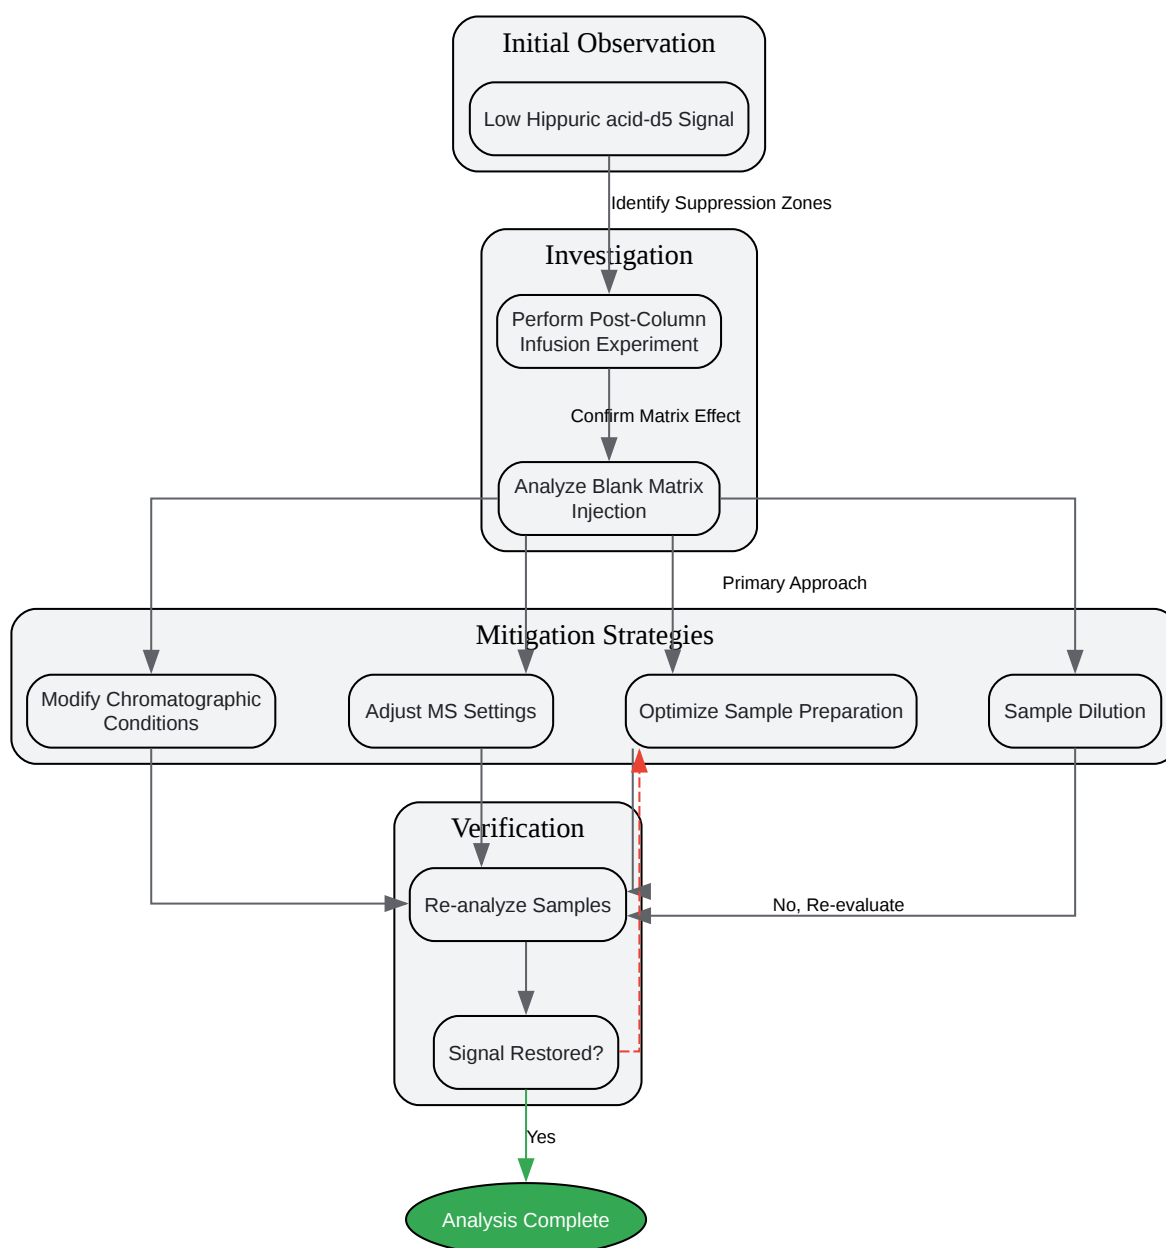 Initial Observation
Low Hippuric acid-d5 Signal
Identify Suppression Zones
Investigation
Perform Post-Column
Infusion Experiment
Confirm Matrix Effect
Analyze Blank Matrix
Injection
Primary Approach
Mitigation Strategies
Modify Chromatographic
Conditions
Adjust MS Settings
Optimize Sample Preparation
Sample Dilution
Verification
Re-analyze Samples
No, Re-evaluate
Signal Restored?
Yes
Analysis Complete